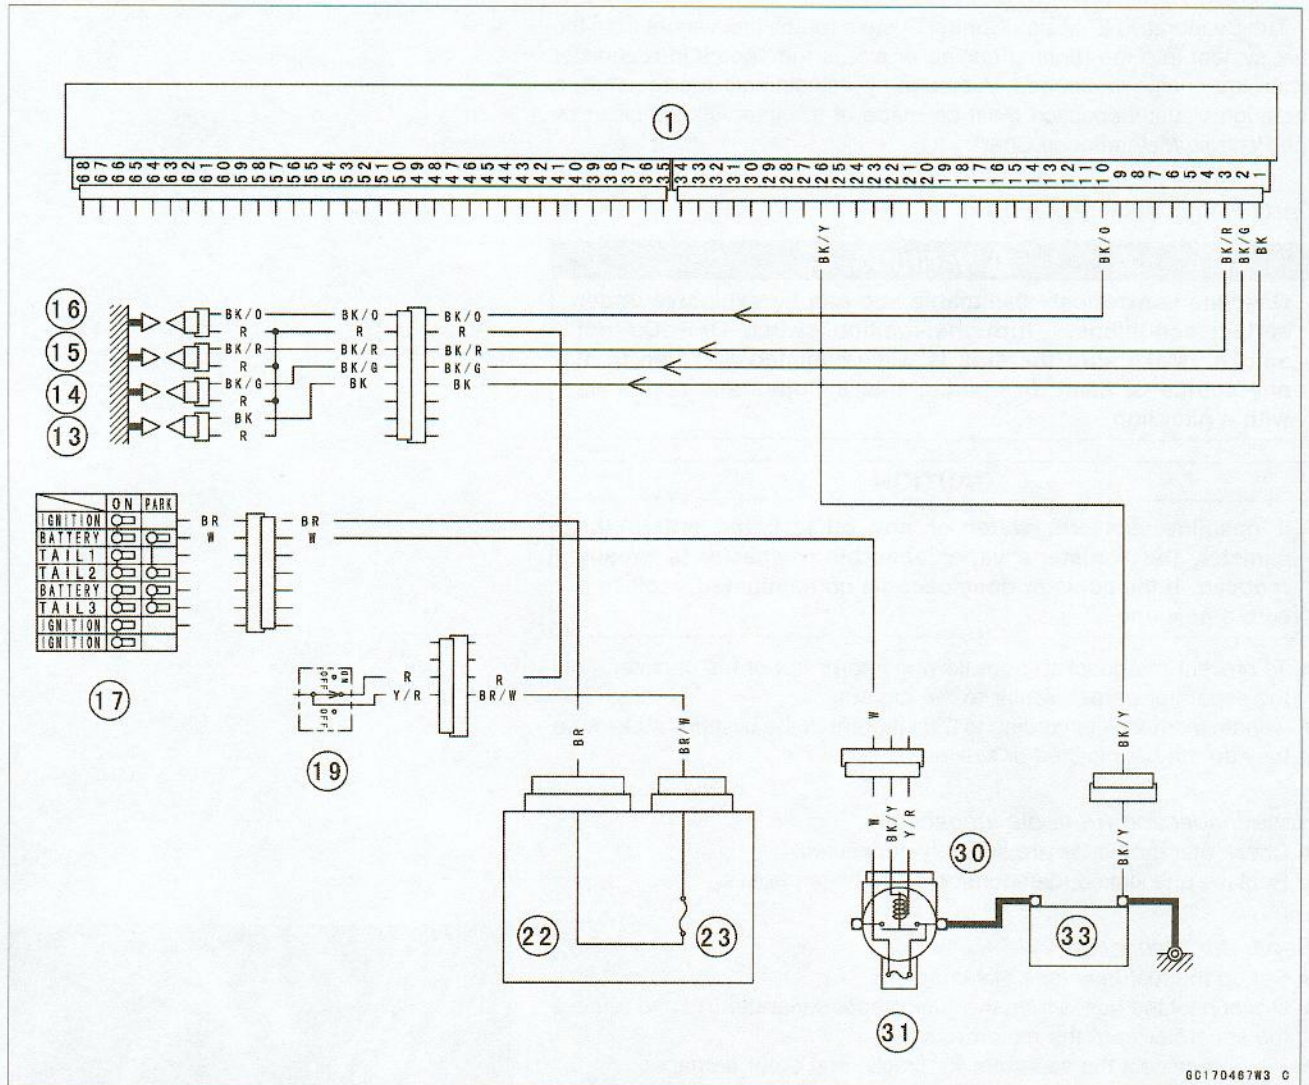 1
68 67 66 65 64 63 62 61 60 59 58 57 56 55 54 53 52 51 50 49 48 47 46 45 44 43 42 41 40 39 38 37 36 35 34 33 32 31 30 29 28 27 26 25 24 23 22 21 20 19 18 17 16 15 14 13 12 11 10 9 8 7 6 5 4 3 2 1
BK/Y BK/O BK/R BK/G BK
16 BK/O BK/O BK/O
R R R
15 BK/R BK/R BK/R
R BK/G BK/G
14 BK/G BK BK
R
13 BK
R
ON PARK
IGNITION BR BR
BATTERY W W
TAIL1
TAIL2
BATTERY
TAIL3
IGNITION
IGNITION
17
OFF ON
OFF
R R
Y/R BR/W
19
BR BR/W W BK/Y
W BK/Y Y/R BK/Y
30
22 23 33
31
GC170467W3 C